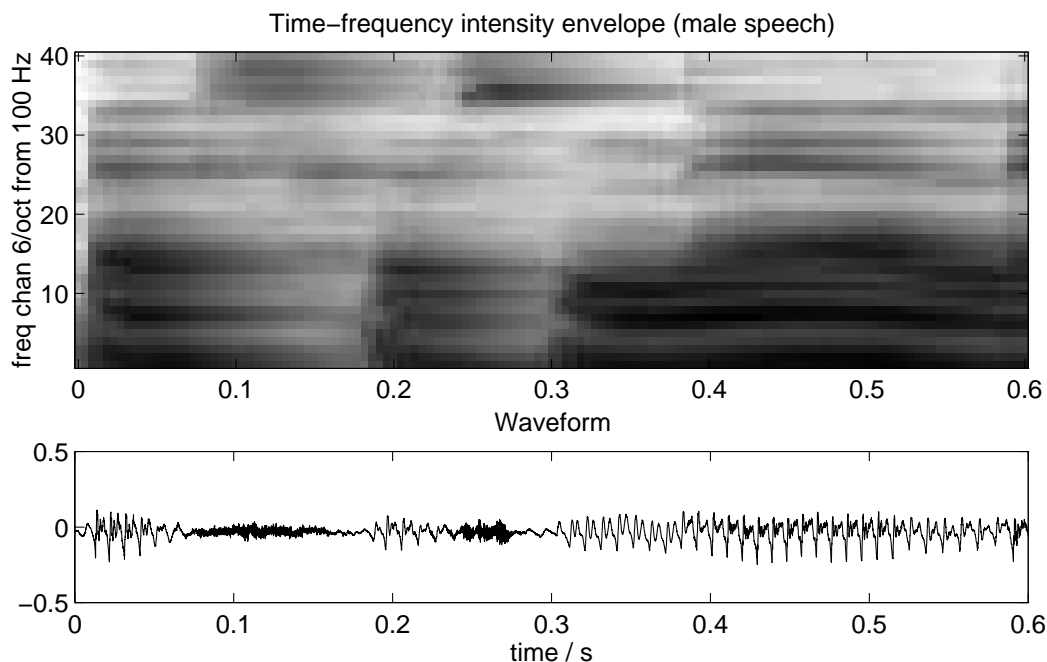 Time−frequency intensity envelope (male speech)
freq chan 6/oct from 100 Hz
40
30
20
10
0 0.1 0.2 0.3 0.4 0.5 0.6
Waveform
0.5
0
−0.5
0 0.1 0.2 0.3 0.4 0.5 0.6
time / s